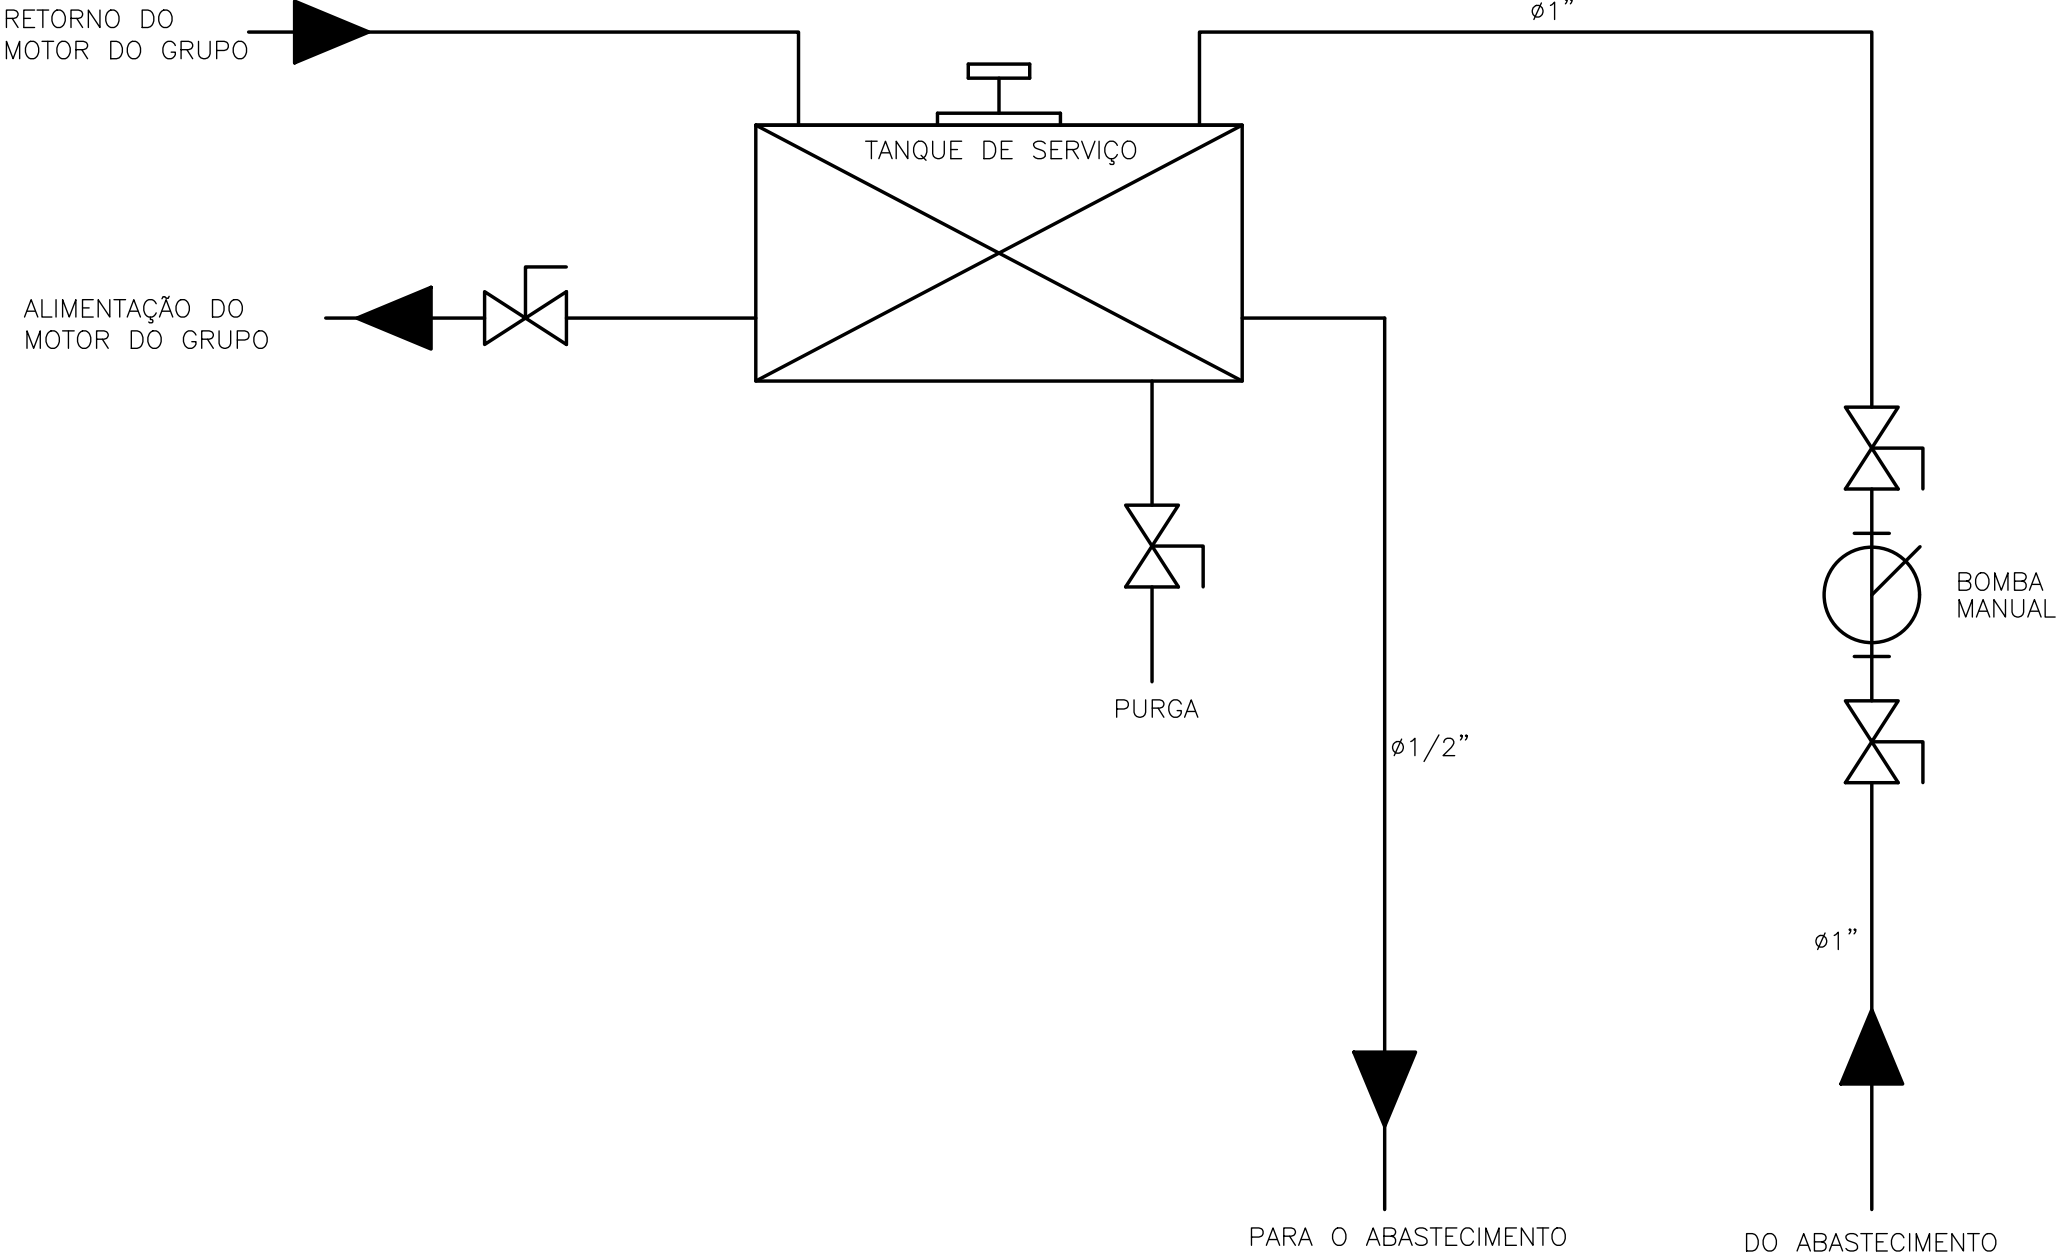 RETORNO DO
MOTOR DO GRUPO
ø1”
TANQUE DE SERVIÇO
ALIMENTAÇÃO DO
MOTOR DO GRUPO
BOMBA
MANUAL
PURGA
ø1/2”
ø1”
PARA O ABASTECIMENTO
DO ABASTECIMENTO